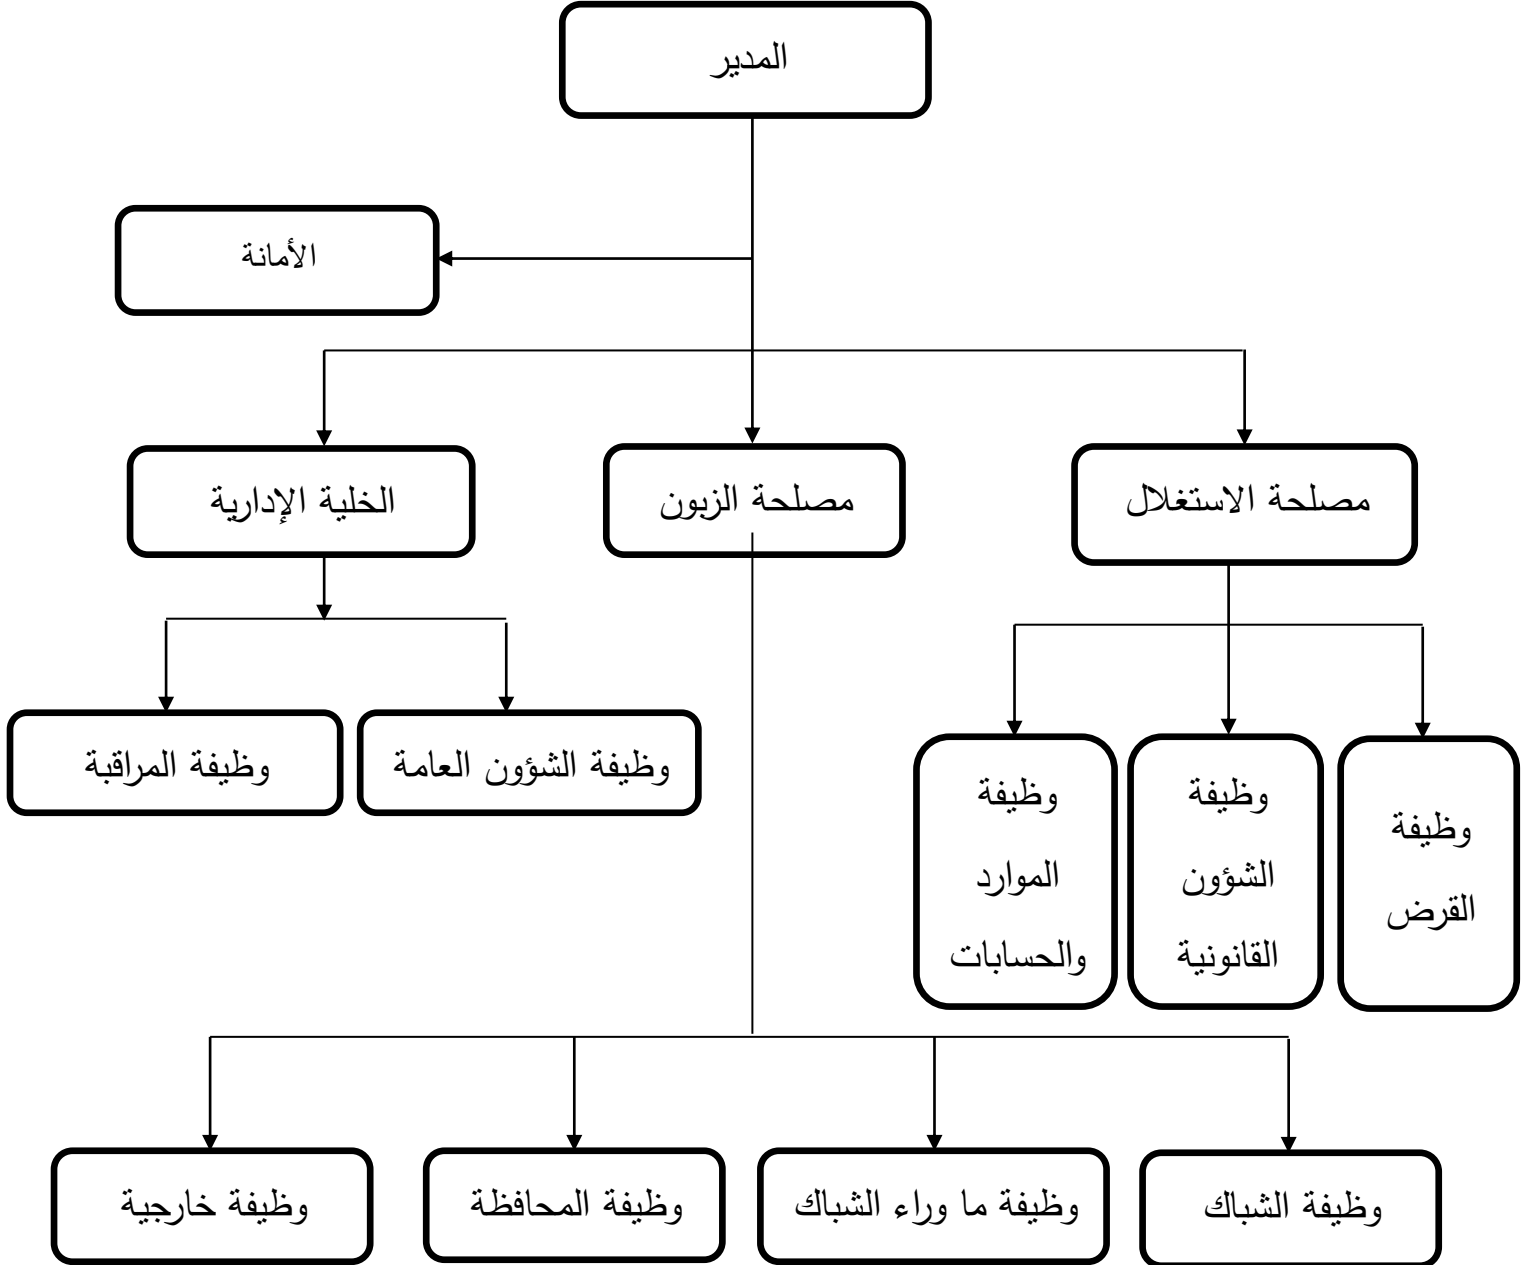 المدير
الأمانة
مصلحة الاستغلال
مصلحة الزبون
الخلية الإدارية
وظيفة الشؤون العامة
وظيفة المراقبة
وظيفة
القرض
وظيفة
الشؤون
القانونية
وظيفة
الموارد
والحسابات
وظيفة الشباك
وظيفة ما وراء الشباك
وظيفة المحافظة
وظيفة خارجية